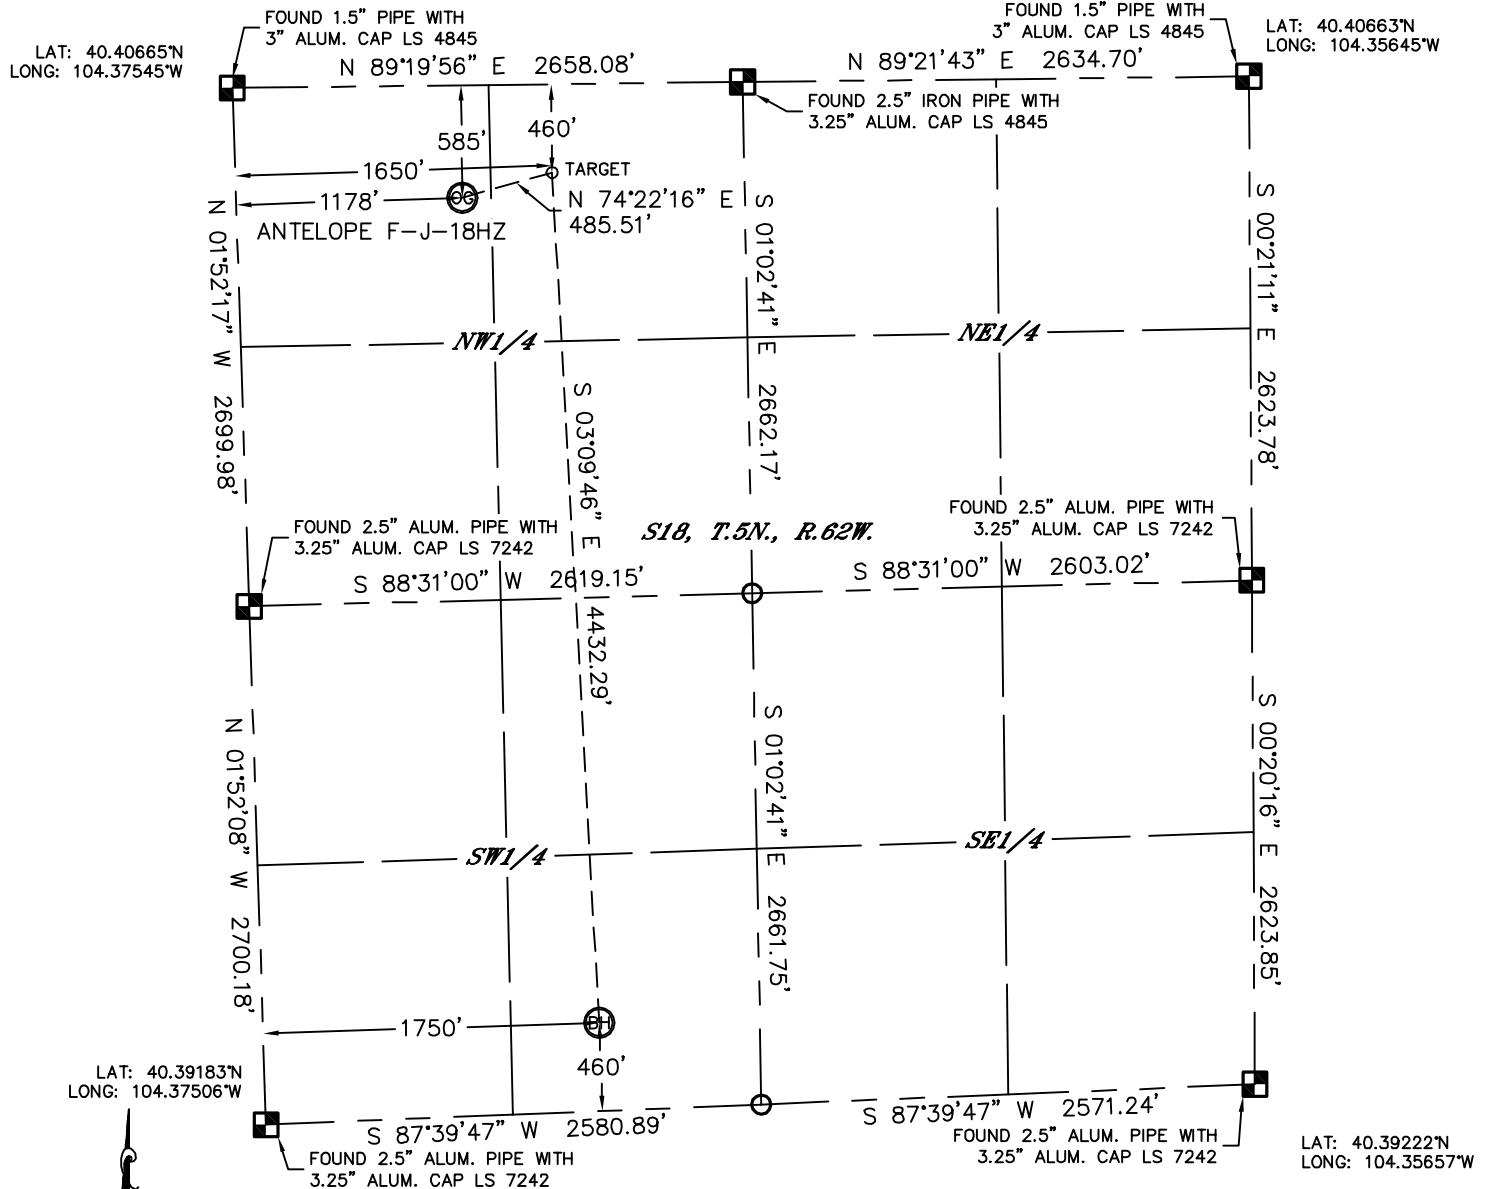 FOUND 1.5" PIPE WITH
3" ALUM. CAP LS 4845
LAT: 40.40665°N
LONG: 104.37545°W
N 89°19'56" E 2658.08'
FOUND 1.5" PIPE WITH
3" ALUM. CAP LS 4845
LAT: 40.40663°N
LONG: 104.35645°W
N 89°21'43" E 2634.70'
FOUND 2.5" IRON PIPE WITH
3.25" ALUM. CAP LS 4845
585'
460'
1650'
TARGET
1178'
OG
N 74°22'16" E
485.51'
ANTELOPE F-J-18HZ
N 01°52'17" W 2699.98'
S 01°02'41" E 2662.17'
S 00°21'11" E 2623.78'
NW1/4
NE1/4
S 03°09'46" E 4432.29'
FOUND 2.5" ALUM. PIPE WITH
3.25" ALUM. CAP LS 7242
S18, T.5N., R.62W.
FOUND 2.5" ALUM. PIPE WITH
3.25" ALUM. CAP LS 7242
S 88°31'00" W 2619.15'
S 88°31'00" W 2603.02'
N 01°52'08" W 2700.18'
S 01°02'41" E 2661.75'
S 00°20'16" E 2623.85'
SW1/4
SE1/4
1750'
BH
460'
LAT: 40.39183°N
LONG: 104.37506°W
S 87°39'47" W 2580.89'
S 87°39'47" W 2571.24'
FOUND 2.5" ALUM. PIPE WITH
3.25" ALUM. CAP LS 7242
FOUND 2.5" ALUM. PIPE WITH
3.25" ALUM. CAP LS 7242
LAT: 40.39222°N
LONG: 104.35657°W